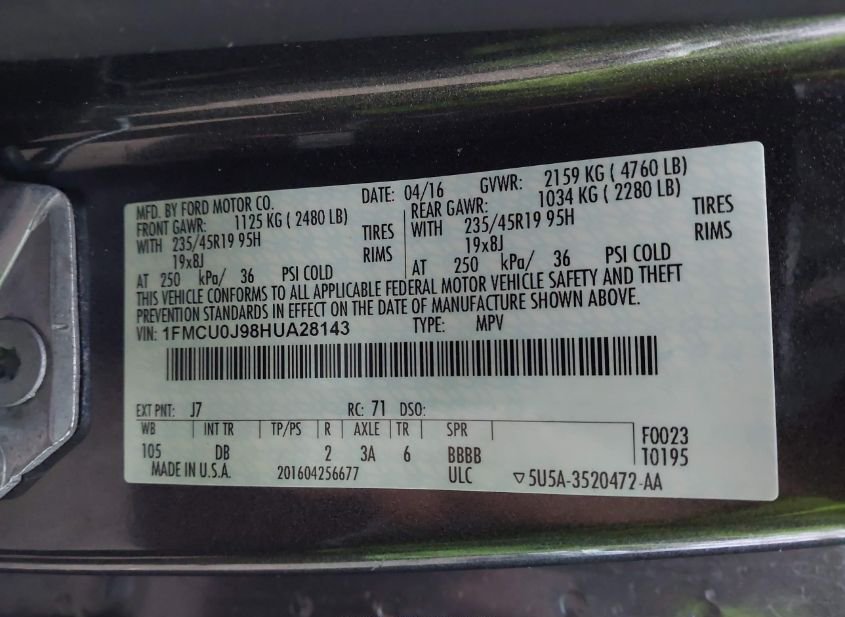 MFD. BY FORD MOTOR CO. DATE: 04/16 GVWR: 2159 KG ( 4760 LB)
FRONT GAWR: 1125 KG ( 2480 LB) REAR GAWR: 1034 KG ( 2280 LB)
WITH 235/45R19 95H TIRES WITH 235/45R19 95H TIRES
19x8J RIMS 19x8J RIMS
AT 250 kPa/ 36 PSI COLD AT 250 kPa/ 36 PSI COLD
THIS VEHICLE CONFORMS TO ALL APPLICABLE FEDERAL MOTOR VEHICLE SAFETY AND THEFT
PREVENTION STANDARDS IN EFFECT ON THE DATE OF MANUFACTURE SHOWN ABOVE.
VIN: 1FMCU0J98HUA28143 TYPE: MPV
EXT PNT: J7 RC: 71 DSO:
WB INT TR TP/PS R AXLE TR SPR F0023
105 DB 2 3A 6 BBBB T0195
MADE IN U.S.A. 201604256677 ULC ▽5U5A-3520472-AA